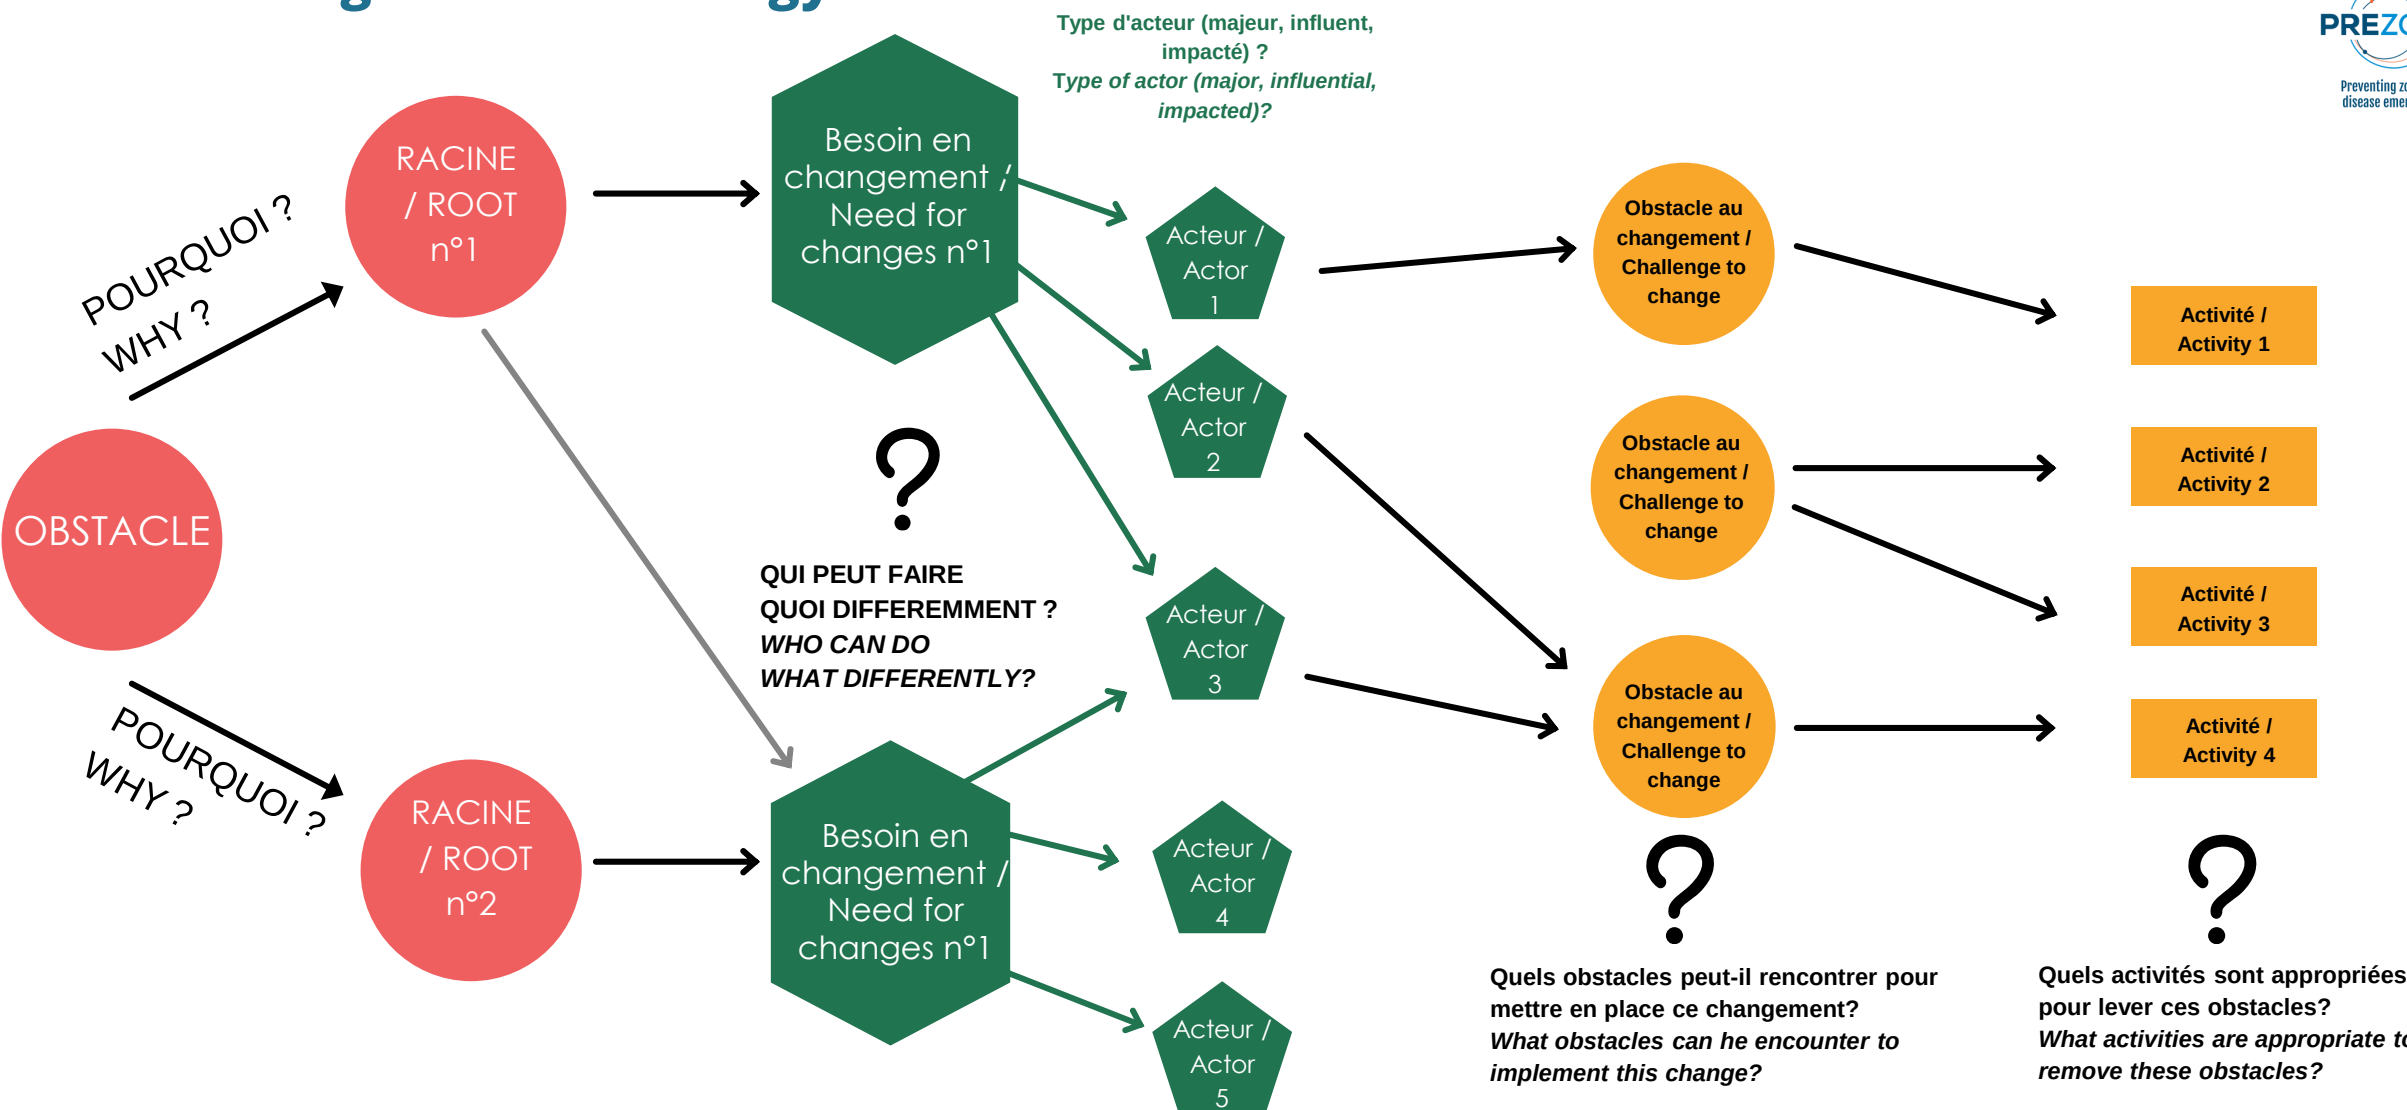 Type d'acteur (majeur, influent,
impacté) ?
Type of actor (major, influential,
impacted)?
Preventing
disease
POURQUOI ?
WHY ?
RACINE
/ ROOT
n°1
OBSTACLE
POURQUOI ?
WHY ?
RACINE
/ ROOT
n°2
Besoin en
changement /
Need for
changes n°1
QUI PEUT FAIRE
QUOI DIFFEREMMENT ?
WHO CAN DO
WHAT DIFFERENTLY?
Besoin en
changement /
Need for
changes n°1
Acteur /
Actor
1
Acteur /
Actor
2
Acteur /
Actor
3
Acteur /
Actor
4
Acteur /
Actor
5
Obstacle au
changement /
Challenge to
change
Obstacle au
changement /
Challenge to
change
Obstacle au
changement /
Challenge to
change
?
Quels obstacles peut-il rencontrer pour
mettre en place ce changement?
What obstacles can he encounter to
implement this change?
Activité /
Activity 1
Activité /
Activity 2
Activité /
Activity 3
Activité /
Activity 4
?
Quels activités sont appropriées
pour lever ces obstacles?
What activities are appropriate to
remove these obstacles?